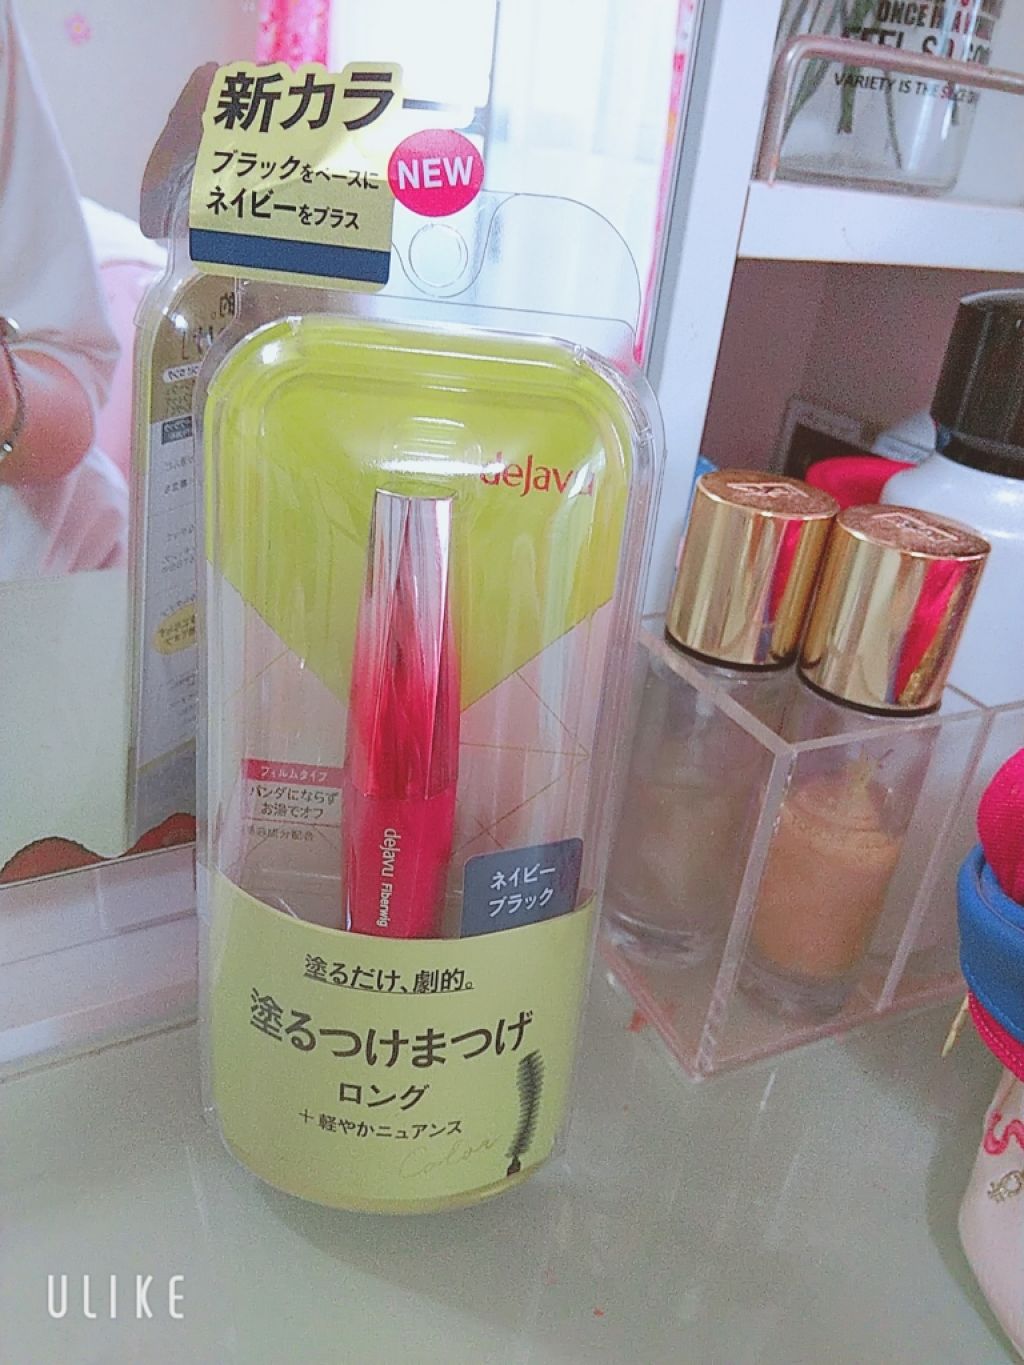 新カラー
ブラックをベースに
ネイビーをプラス
NEW
dejavu
フィルムタイプ
パンダにならず
お湯でオフ
dejavu Fiberwig
ネイビー
ブラック
塗るだけ、劇的。
塗るつけまつげ
ロング
+軽やかニュアンス
Color
ONCE IN A
FEEL SO
VARIETY IS THE
ULIKE